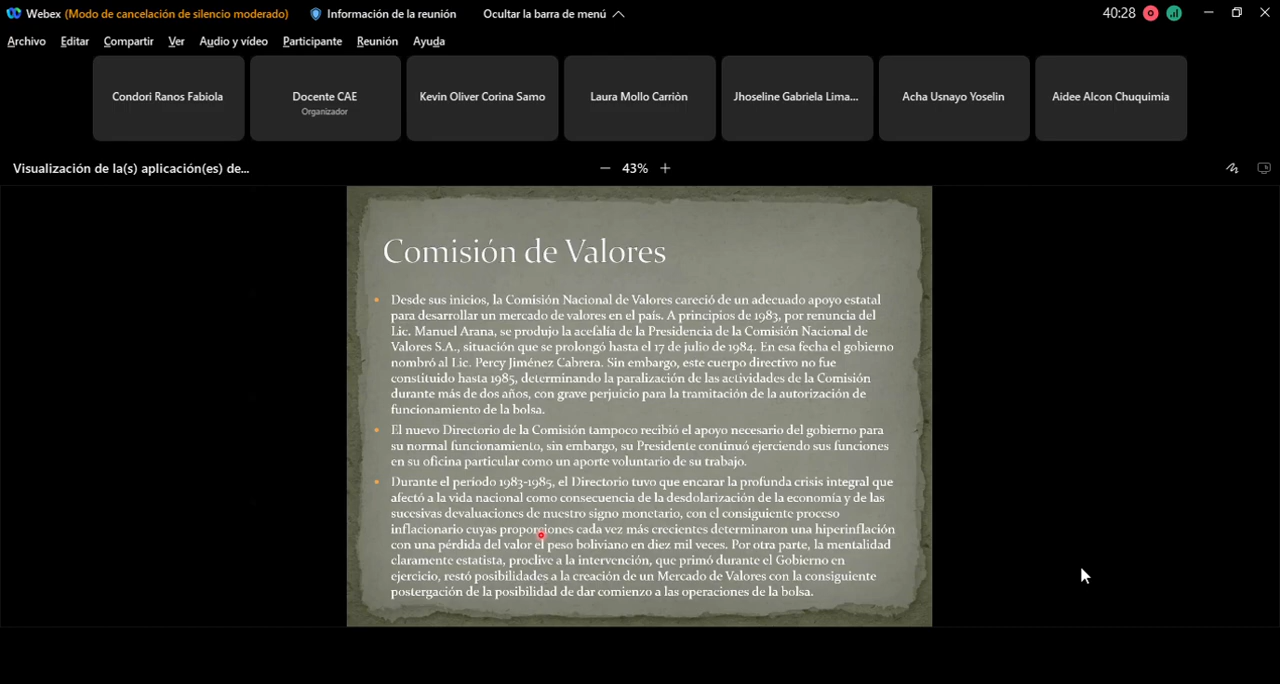 Webex (Modo de cancelación de silencio moderado) Información de la reunión Ocultar la barra de menú 40:28
Archivo Editar Compartir Ver Audio y vídeo Participante Reunión Ayuda
Condori Ranos Fabiola
Docente CAE
Organizador
Kevin Oliver Corina Samo
Laura Mollo Carriòn
Jhoseline Gabriela Lima...
Acha Usnayo Yoselin
Aidee Alcon Chuquimia
Visualización de la(s) aplicación(es) de... 43%
Comisión de Valores
• Desde sus inicios, la Comisión Nacional de Valores careció de un adecuado apoyo estatal
para desarrollar un mercado de valores en el país. A principios de 1983, por renuncia del
Lic. Manuel Arana, se produjo la acefalía de la Presidencia de la Comisión Nacional de
Valores S.A., situación que se prolongó hasta el 17 de julio de 1984. En esa fecha el gobierno
nombró al Lic. Percy Jiménez Cabrera. Sin embargo, este cuerpo directivo no fue
constituido hasta 1985, determinando la paralización de las actividades de la Comisión
durante más de dos años, con grave perjuicio para la tramitación de la autorización de
funcionamiento de la bolsa.
• El nuevo Directorio de la Comisión tampoco recibió el apoyo necesario del gobierno para
su normal funcionamiento, sin embargo, su Presidente continuó ejerciendo sus funciones
en su oficina particular como un aporte voluntario de su trabajo.
• Durante el período 1983-1985, el Directorio tuvo que encarar la profunda crisis integral que
afectó a la vida nacional como consecuencia de la desdolarización de la economía y de las
sucesivas devaluaciones de nuestro signo monetario, con el consiguiente proceso
inflacionario cuyas proporciones cada vez más crecientes determinaron una hiperinflación
con una pérdida del valor el peso boliviano en diez mil veces. Por otra parte, la mentalidad
claramente estatista, proclive a la intervención, que primó durante el Gobierno en
ejercicio, restó posibilidades a la creación de un Mercado de Valores con la consiguiente
postergación de la posibilidad de dar comienzo a las operaciones de la bolsa.